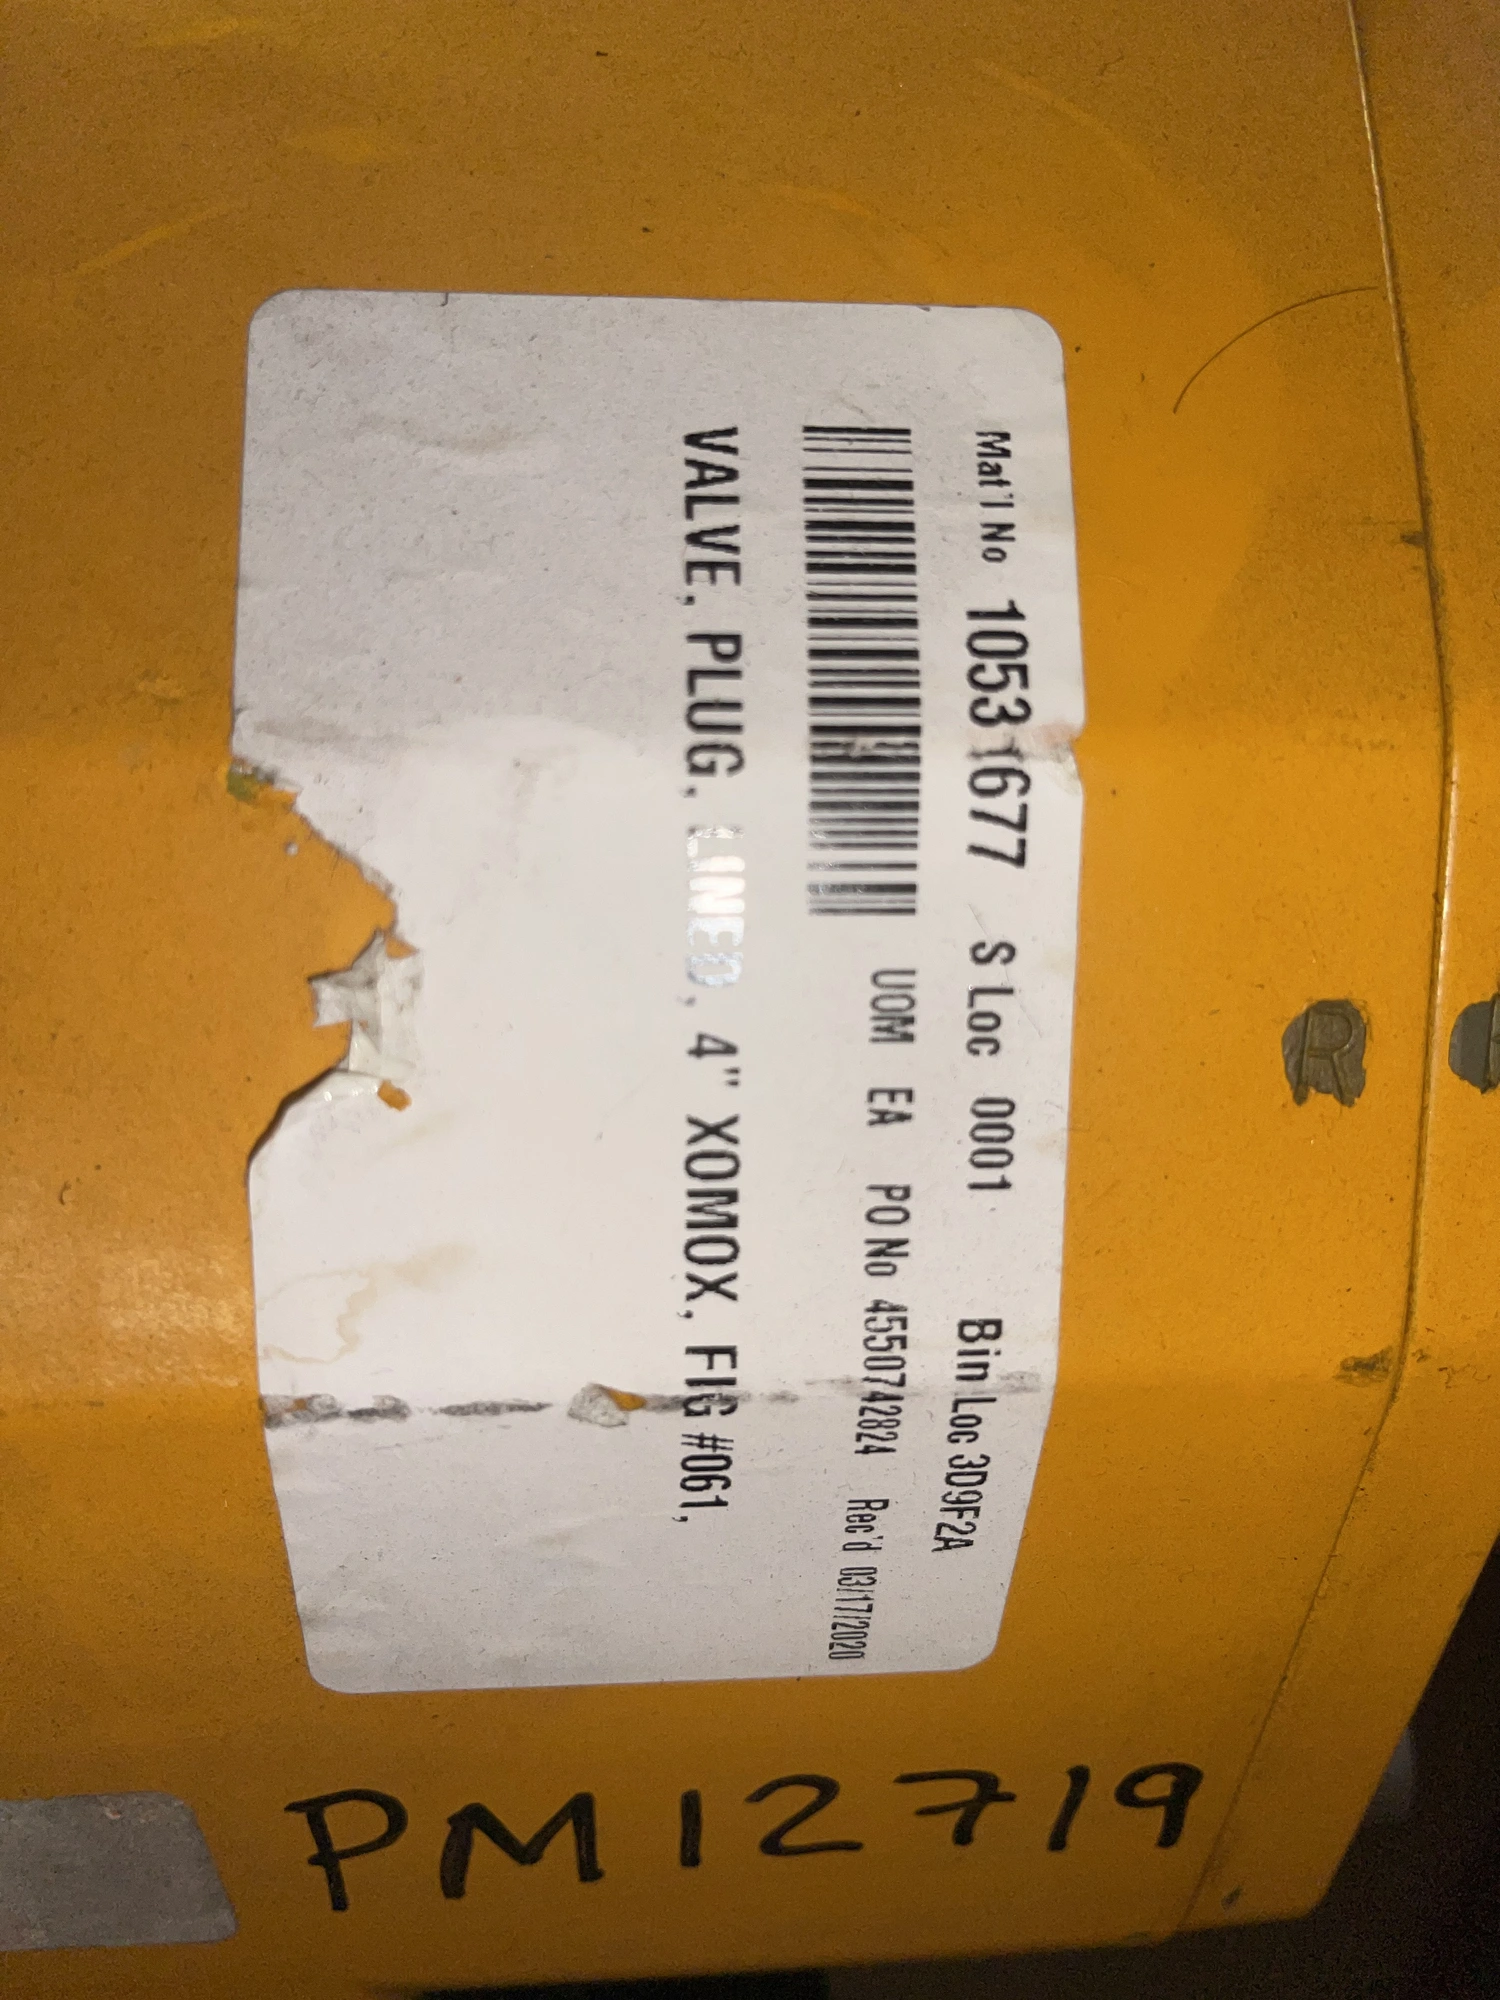 Mat'l No 10531677 S Loc 0001 Bin Loc 3D9F2A
UOM EA PO No 4550742824 Rec'd 03/17/2020
VALVE, PLUG, LINED, 4" XOMOX, FIG #061,
PM12719
R